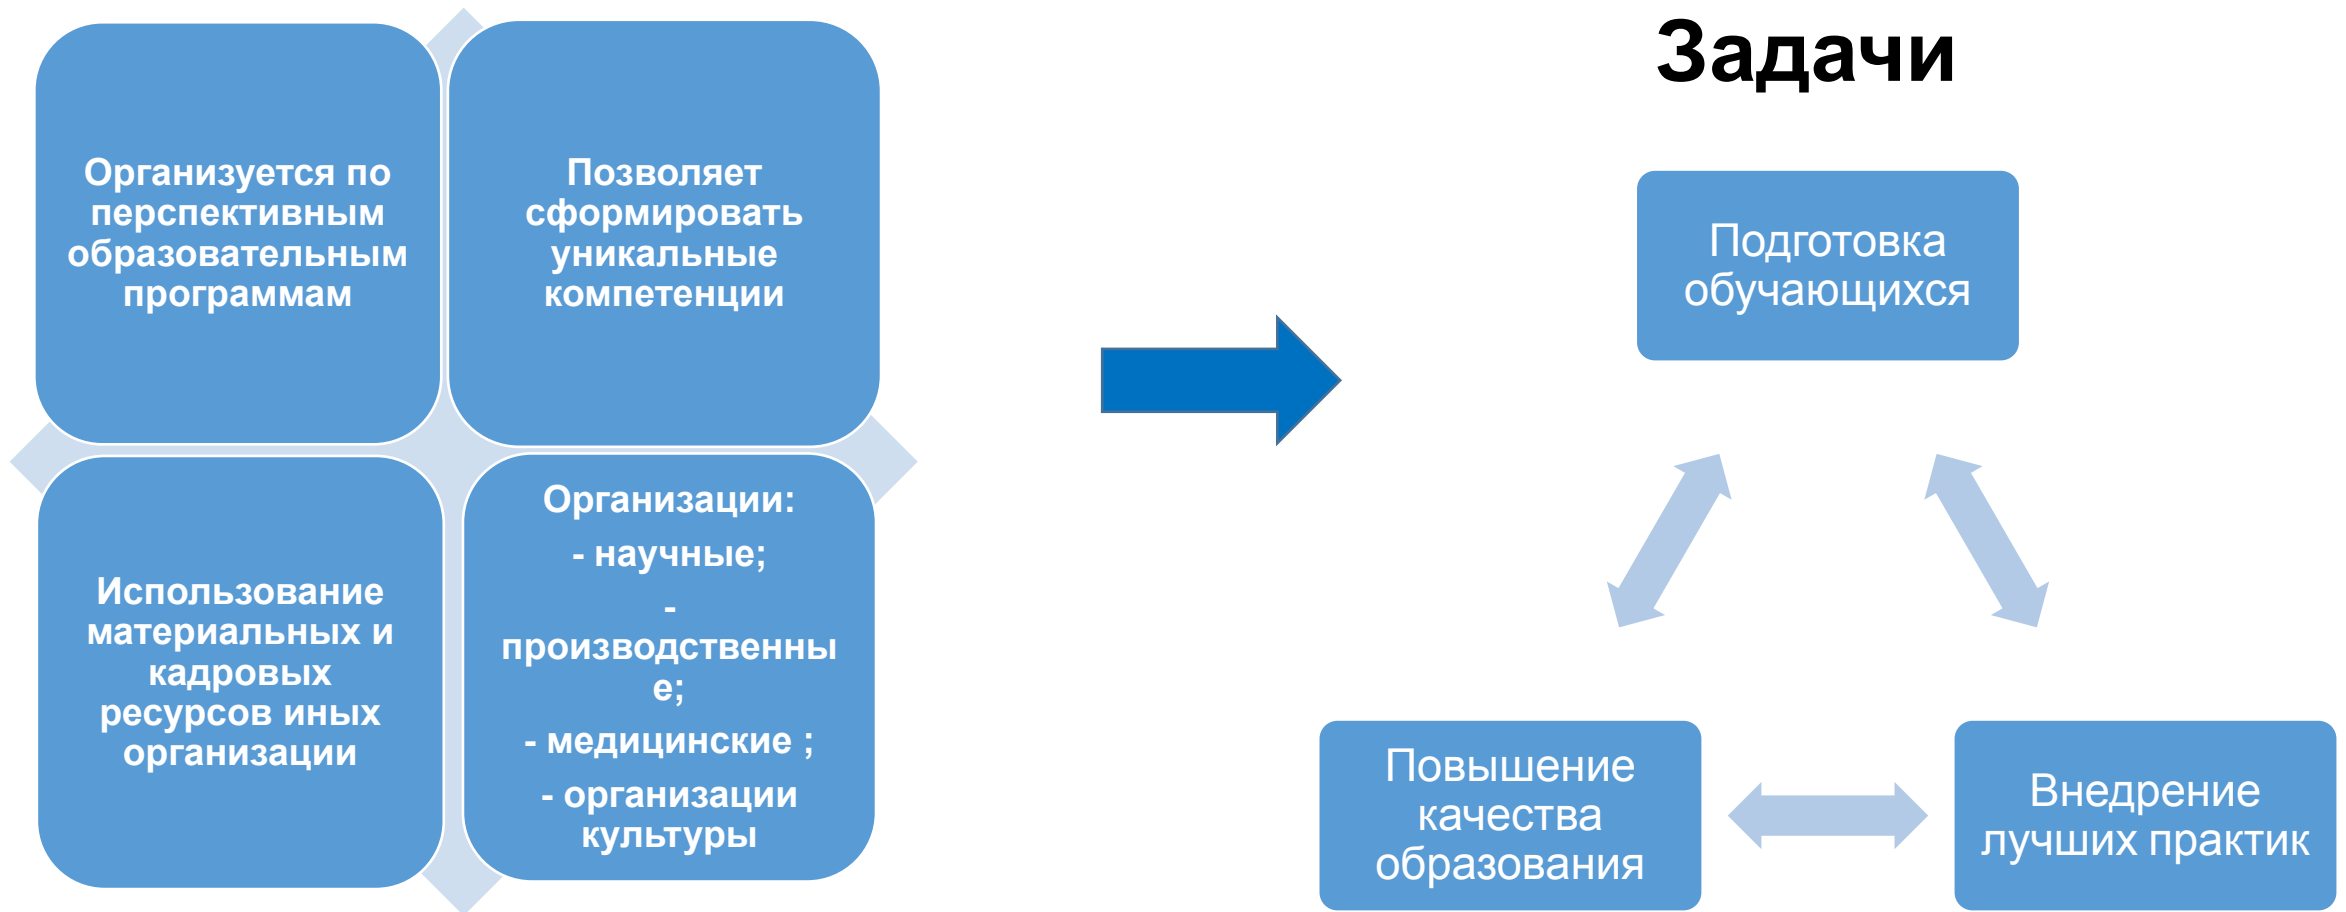 Организуется по
перспективным
образовательным
программам
Позволяет
сформировать
уникальные
компетенции
Использование
материальных и
кадровых
ресурсов иных
организации
Организации:
- научные;
-
производственны
е;
- медицинские ;
- организации
культуры
Задачи
Подготовка
обучающихся
Повышение
качества
образования
Внедрение
лучших практик